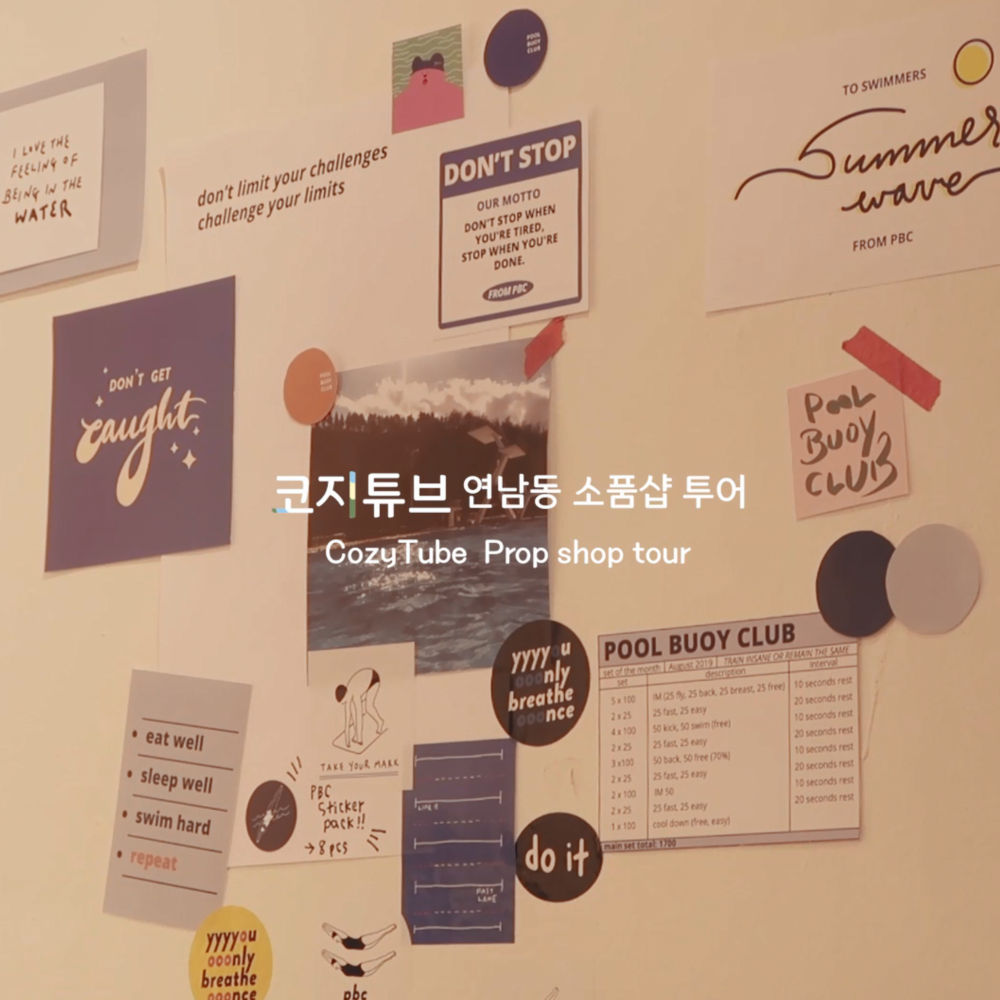 POOL
BUOY
CLUB
TO SWIMMERS
Summer
wave
FROM PBC
I LOVE THE
FEELING OF
BEING IN THE
WATER
don't limit your challenges
challenge your limits
DON'T STOP
OUR MOTTO
DON'T STOP WHEN
YOU'RE TIRED,
STOP WHEN YOU'RE
DONE.
FROM PBC
DON'T GET
caught
POOL
BUOY
CLUB
POOL
BUOY
CLUB
코지튜브 연남동 소품샵 투어
CozyTube Prop shop tour
yyyyou
ooonly
breathe
ooonce
POOL BUOY CLUB
set of the month August 2019 TRAIN INSANE OR REMAIN THE SAME
set description Interval
5 x 100 IM (25 fly, 25 back, 25 breast, 25 free) 10 seconds rest
2 x 25 25 fast, 25 easy 20 seconds rest
4 x 100 50 kick, 50 swim (free) 10 seconds rest
2 x 25 25 fast, 25 easy 20 seconds rest
3 x100 50 back, 50 free (70%) 10 seconds rest
2 x 25 25 fast, 25 easy 20 seconds rest
2 x 100 IM 50 10 seconds rest
2 x 25 25 fast, 25 easy 20 seconds rest
1 x 100 cool down (free, easy)
main set total: 1700
• eat well
• sleep well
• swim hard
• repeat
TAKE YOUR MARK
PBC
Sticker
pack!!
→ 8 pcs
FAST
LANE
do it
yyyyou
ooonly
breathe
ooonce
pbc